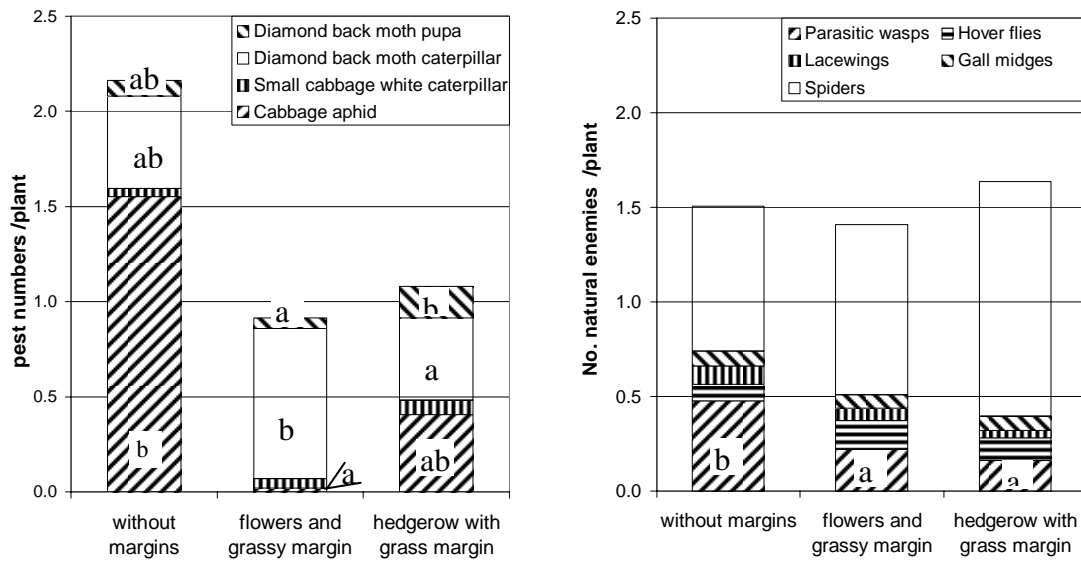 2.5
2.0
1.5
1.0
0.5
0.0
pest numbers /plant
Diamond back moth pupa
Diamond back moth caterpillar
Small cabbage white caterpillar
Cabbage aphid
ab
ab
b
a
b
a
b
a
ab
without
margins
flowers and
grassy margin
hedgerow with
grass margin
2.5
2.0
1.5
1.0
0.5
0.0
No. natural enemies /plant
Parasitic wasps
Hover flies
Lacewings
Gall midges
Spiders
b
a
a
without margins
flowers and
grassy margin
hedgerow with
grass margin